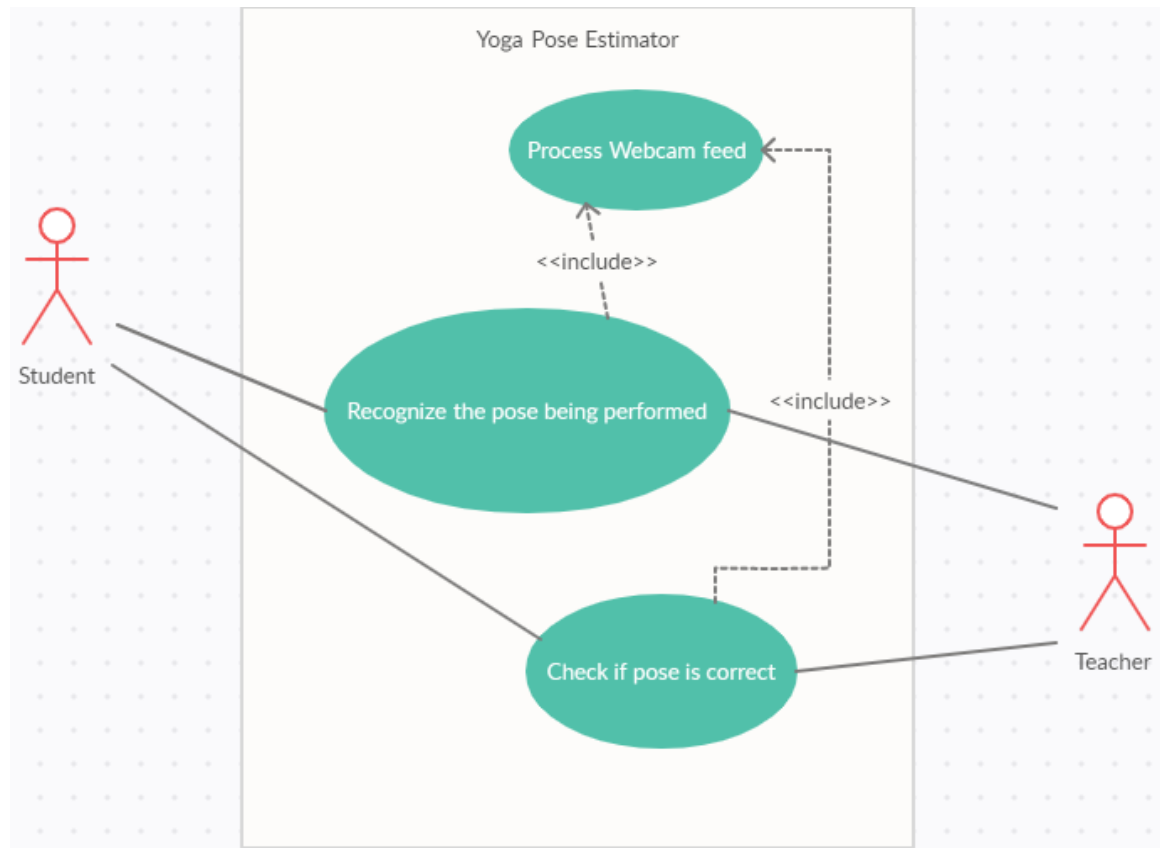 Yoga Pose Estimator
Process Webcam feed
<<include>>
Student
Recognize the pose being performed
<<include>>
Check if pose is correct
Teacher